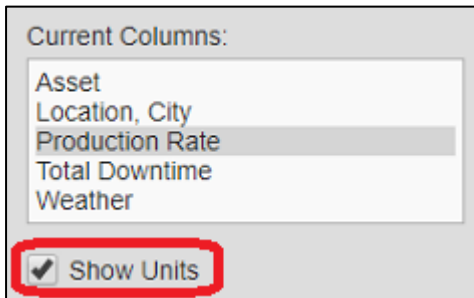 Current Columns:
Asset
Location, City
Production Rate
Total Downtime
Weather
Show Units